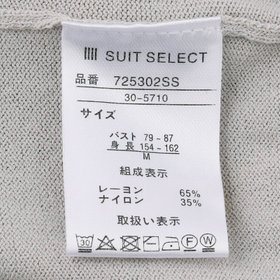 SUIT SELECT
品番 725302SS
30-5710
サイズ
バスト 79~87
身長 154~162
M
組成表示
レーヨン 65%
ナイロン 35%
取扱い表示